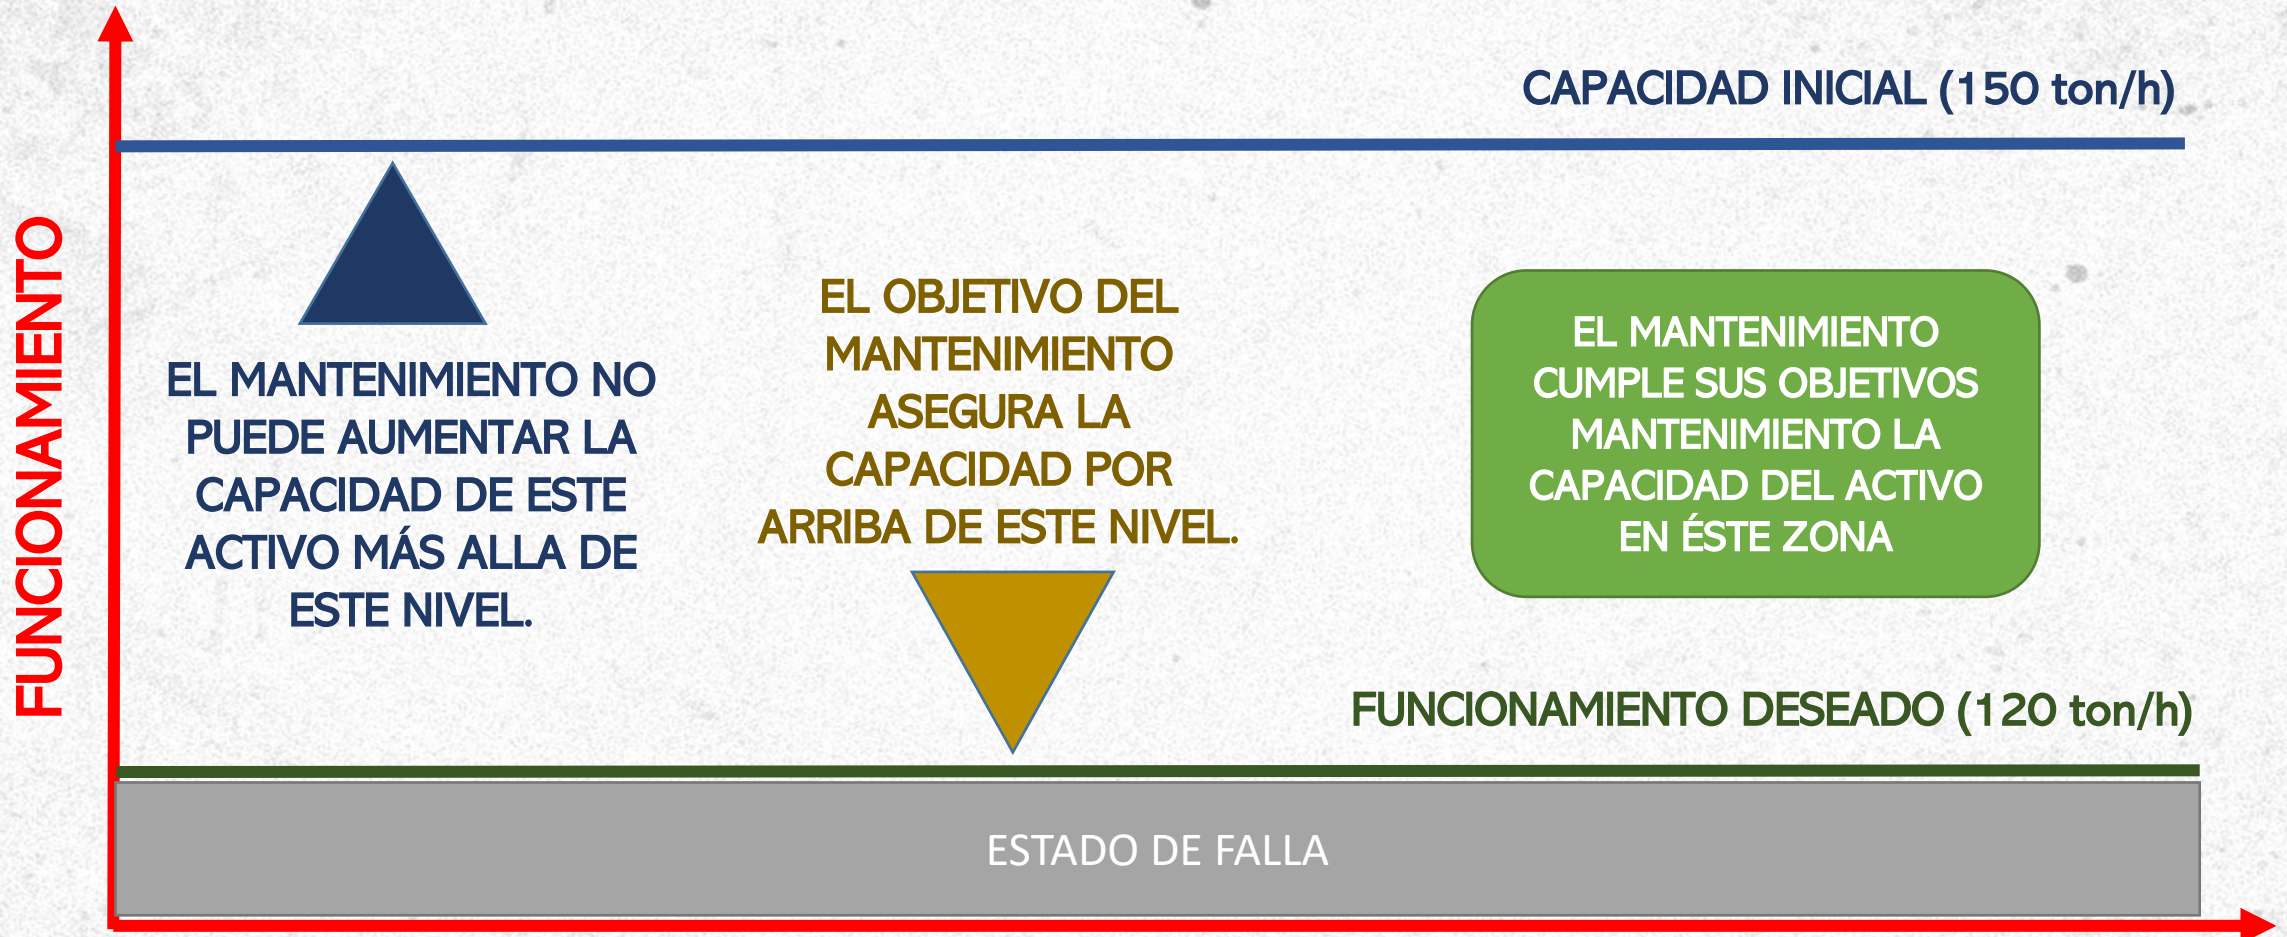 CAPACIDAD INICIAL (150 ton/h)
FUNCIONAMIENTO
EL MANTENIMIENTO NO
PUEDE AUMENTAR LA
CAPACIDAD DE ESTE
ACTIVO MÁS ALLA DE
ESTE NIVEL.
EL OBJETIVO DEL
MANTENIMIENTO
ASEGURA LA
CAPACIDAD POR
ARRIBA DE ESTE NIVEL.
EL MANTENIMIENTO
CUMPLE SUS OBJETIVOS
MANTENIMIENTO LA
CAPACIDAD DEL ACTIVO
EN ÉSTE ZONA
FUNCIONAMIENTO DESEADO (120 ton/h)
ESTADO DE FALLA